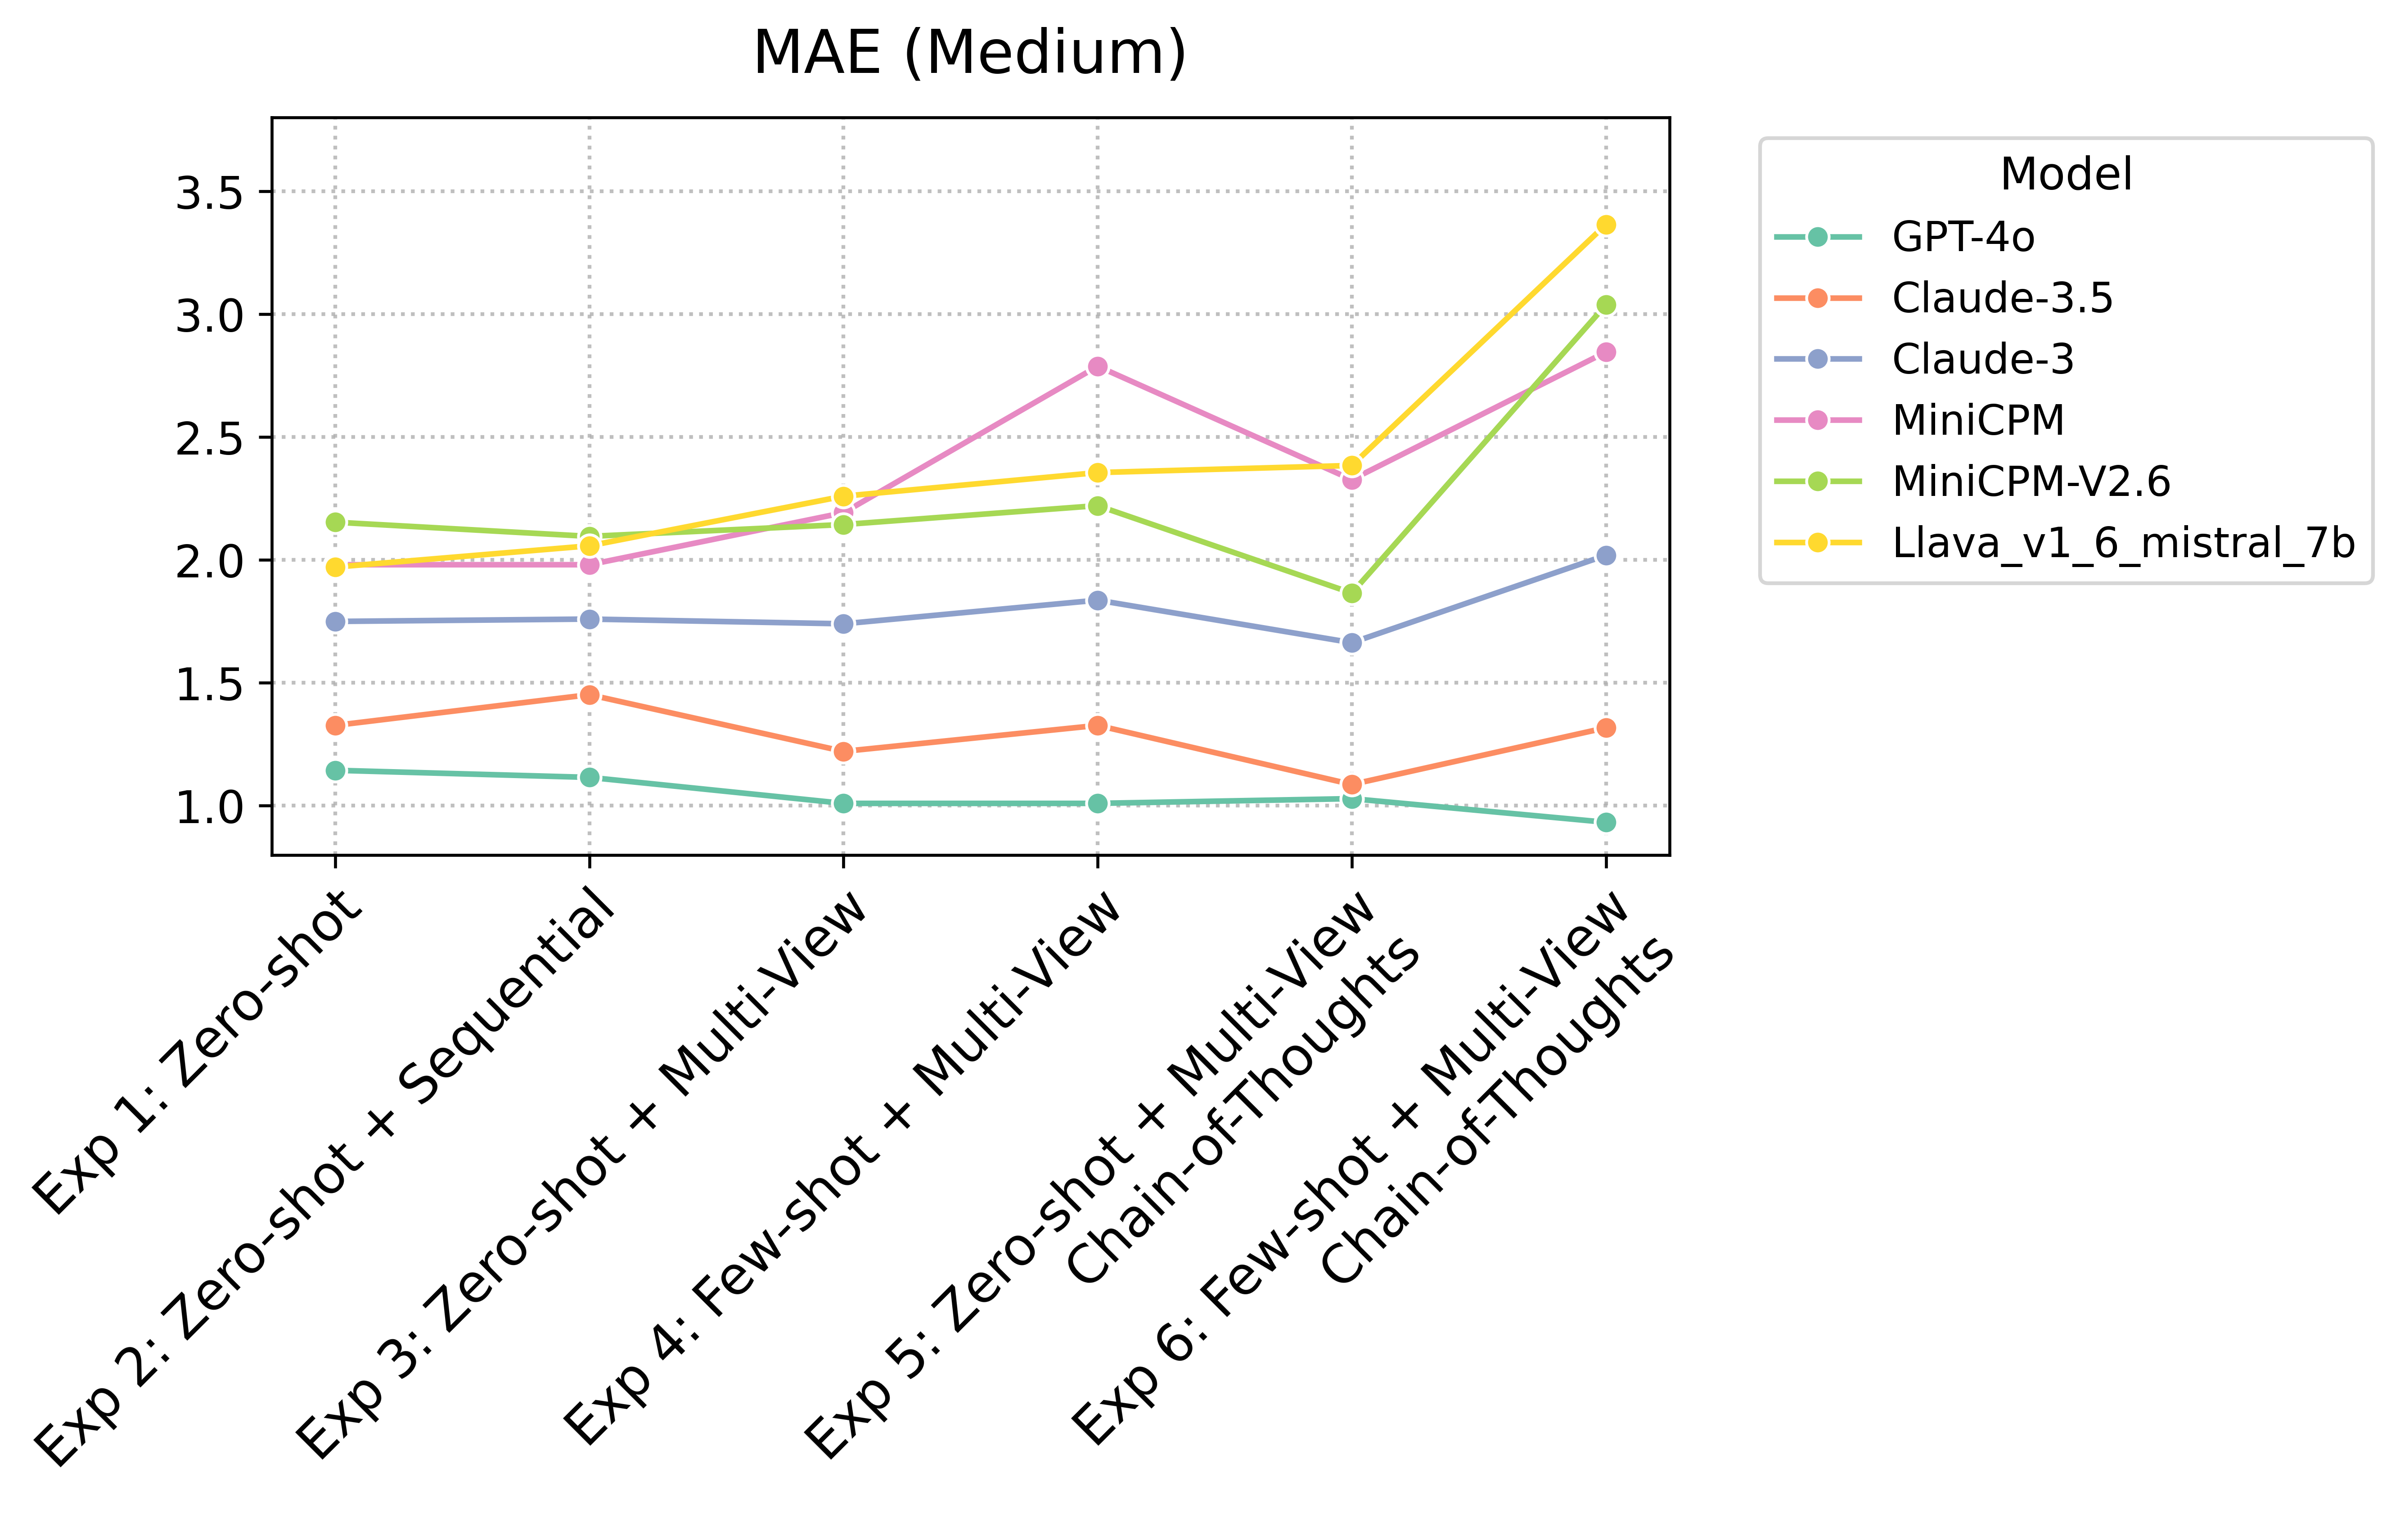 MAE (Medium)
3.5
3.0
2.5
2.0
1.5
1.0
Exp 1: Zero-shot
Exp 2: Zero-shot + Sequential
Exp 3: Zero-shot + Multi-View
Exp 4: Few-shot + Multi-View
Exp 5: Zero-shot + Multi-View
Chain-of-Thoughts
Exp 6: Few-shot + Multi-View
Chain-of-Thoughts
Model
GPT-4o
Claude-3.5
Claude-3
MiniCPM
MiniCPM-V2.6
Llava_v1_6_mistral_7b